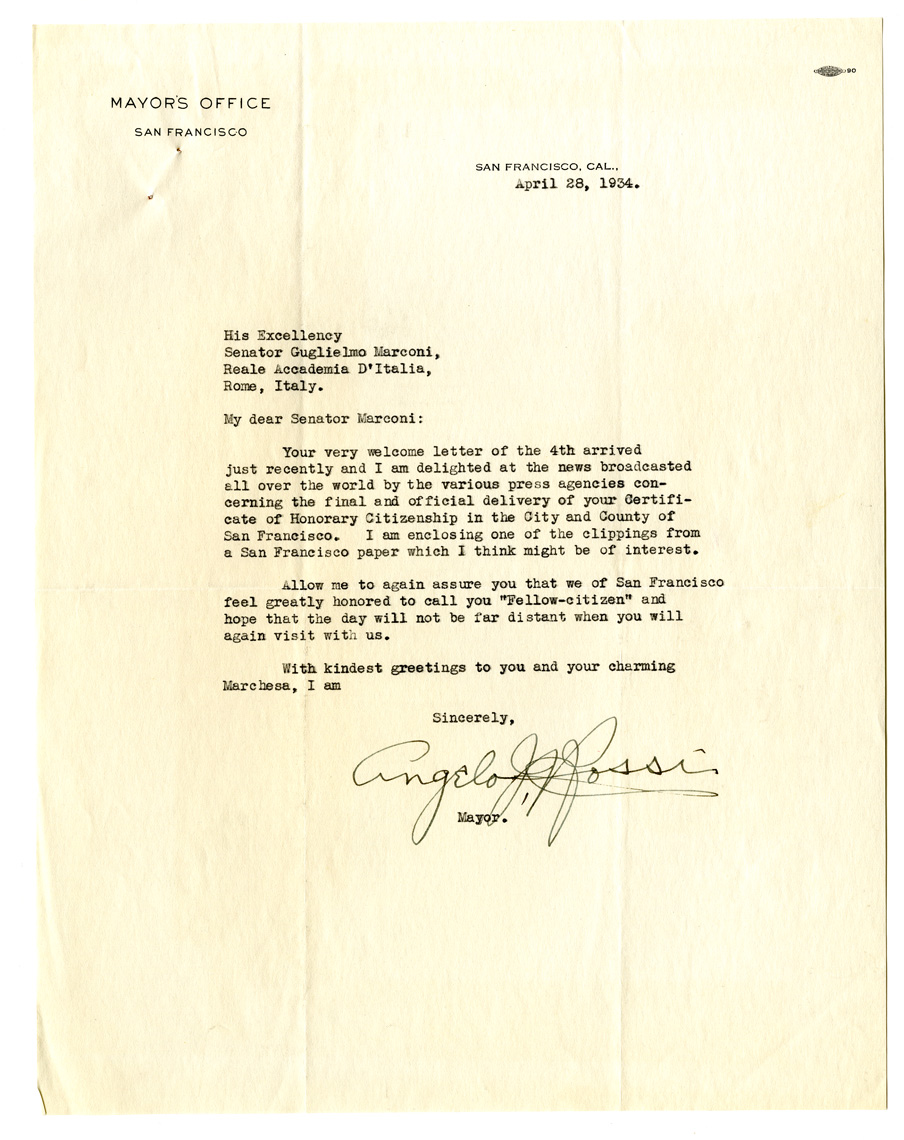 90
MAYOR'S OFFICE
SAN FRANCISCO
SAN FRANCISCO, CAL.,
April 28, 1934.
His Excellency
Senator Guglielmo Marconi,
Reale Accademia D'Italia,
Rome, Italy.
My dear Senator Marconi:
Your very welcome letter of the 4th arrived
just recently and I am delighted at the news broadcasted
all over the world by the various press agencies con-
cerning the final and official delivery of your Certifi-
cate of Honorary Citizenship in the City and County of
San Francisco. I am enclosing one of the clippings from
a San Francisco paper which I think might be of interest.
Allow me to again assure you that we of San Francisco
feel greatly honored to call you "Fellow-citizen" and
hope that the day will not be far distant when you will
again visit with us.
With kindest greetings to you and your charming
Marchesa, I am
Sincerely,
Angelo J. Rossi
Mayor.